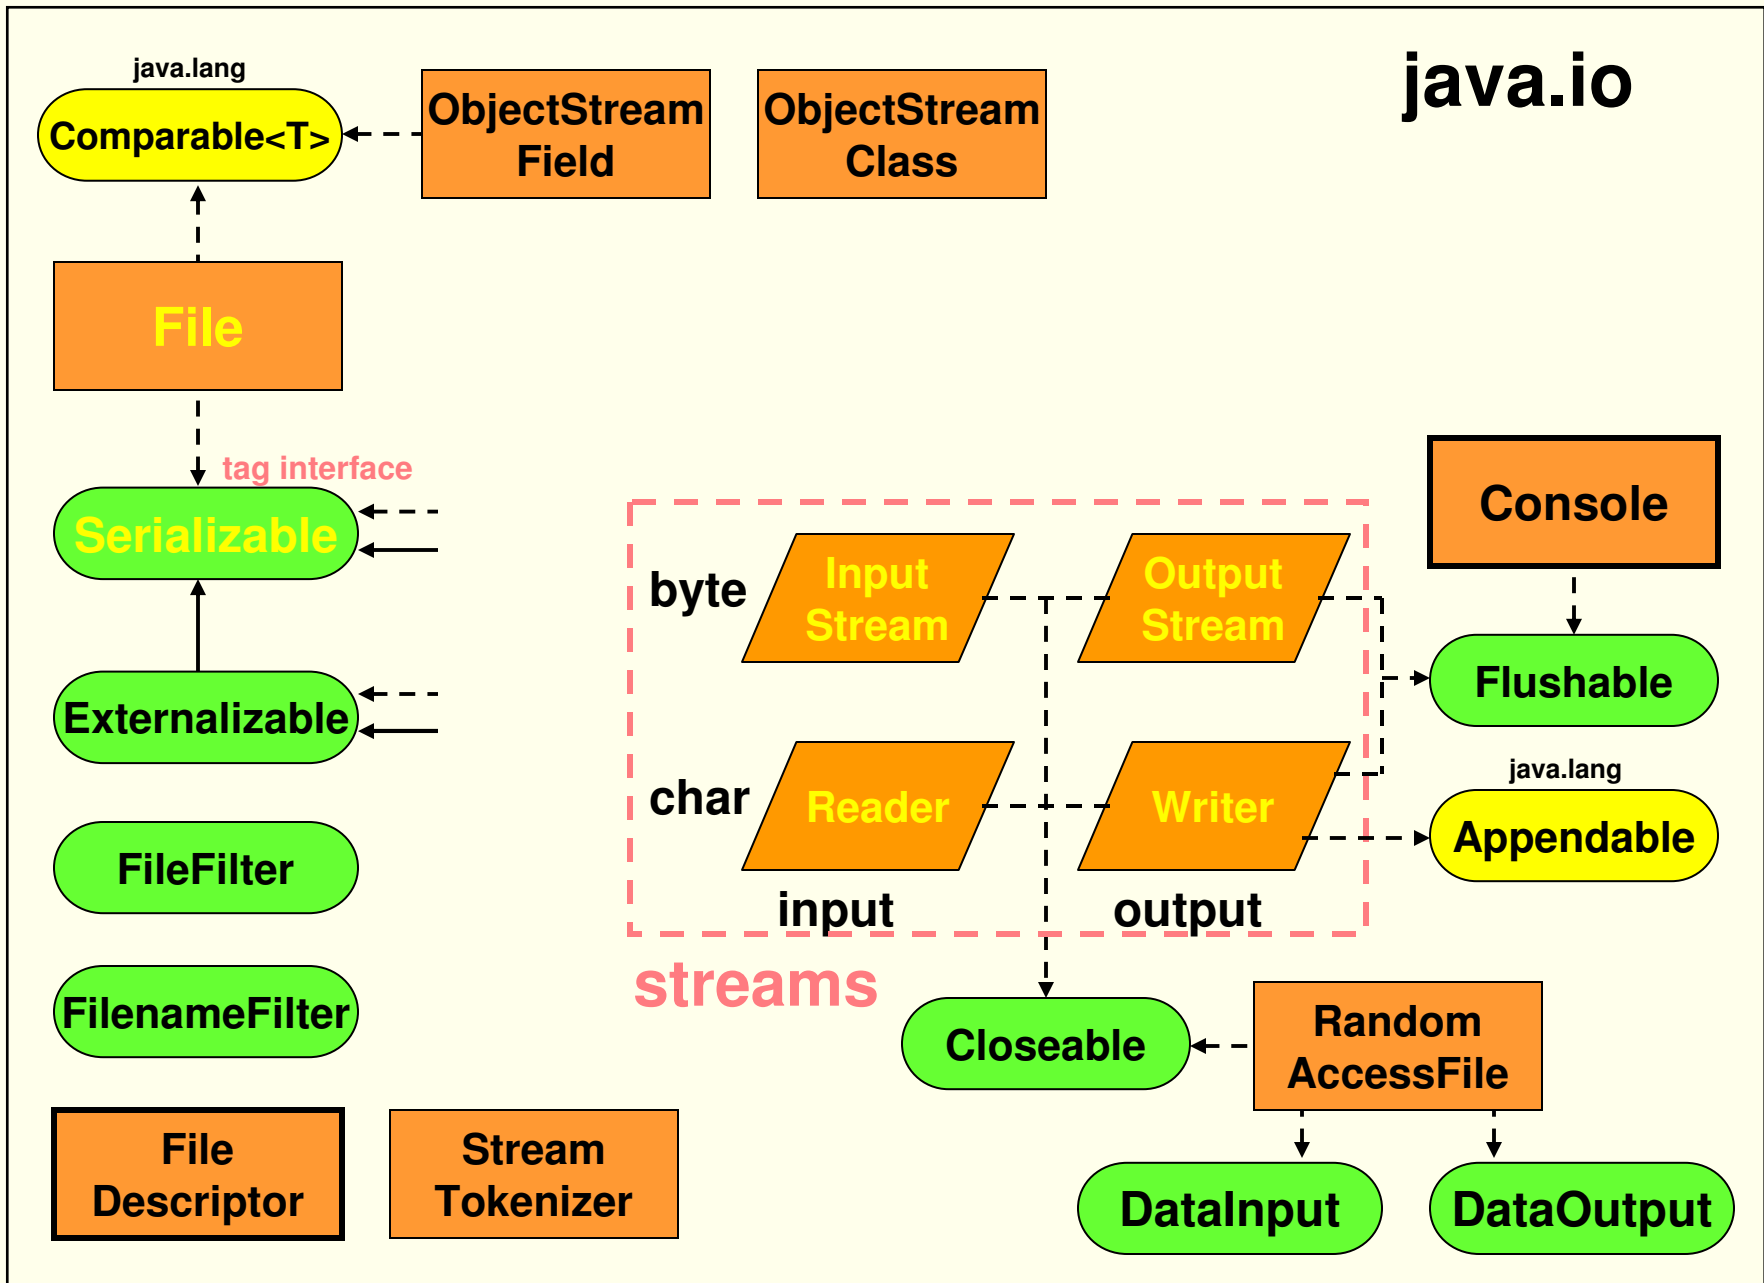 java.io
java.lang
Comparable<T>
ObjectStream
Field
ObjectStream
Class
File
tag interface
Serializable
Externalizable
FileFilter
FilenameFilter
File
Descriptor
Stream
Tokenizer
byte
Input
Stream
Output
Stream
char
Reader
Writer
input
output
streams
Console
Flushable
java.lang
Appendable
Closeable
Random
AccessFile
DataInput
DataOutput